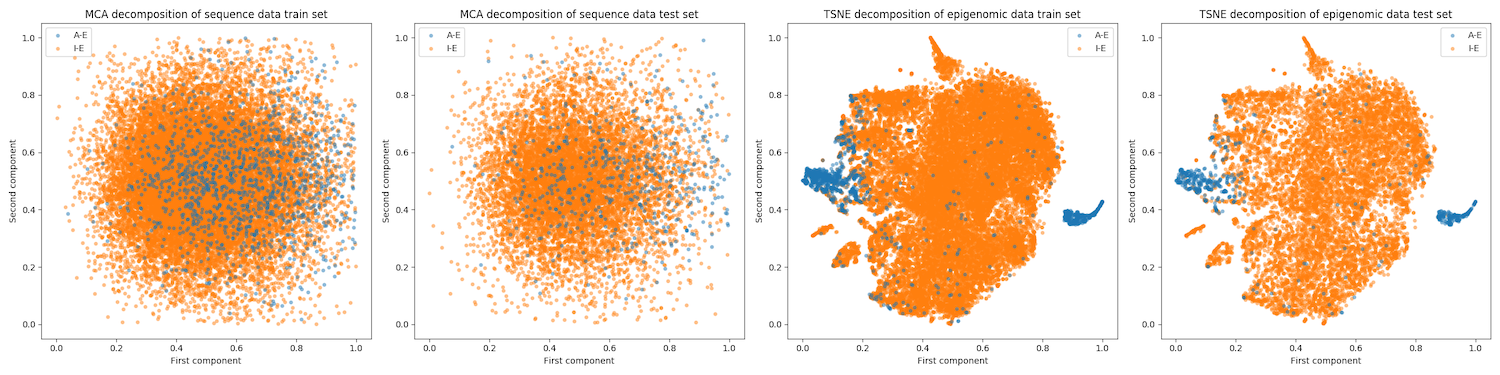 MCA decomposition of sequence data train set
A-E
I-E
1.0
0.8
0.6
0.4
0.2
0.0
Second component
0.0 0.2 0.4 0.6 0.8 1.0
First component
MCA decomposition of sequence data test set
A-E
I-E
1.0
0.8
0.6
0.4
0.2
0.0
Second component
0.0 0.2 0.4 0.6 0.8 1.0
First component
TSNE decomposition of epigenomic data train set
A-E
I-E
1.0
0.8
0.6
0.4
0.2
0.0
Second component
0.0 0.2 0.4 0.6 0.8 1.0
First component
TSNE decomposition of epigenomic data test set
A-E
I-E
1.0
0.8
0.6
0.4
0.2
0.0
Second component
0.0 0.2 0.4 0.6 0.8 1.0
First component